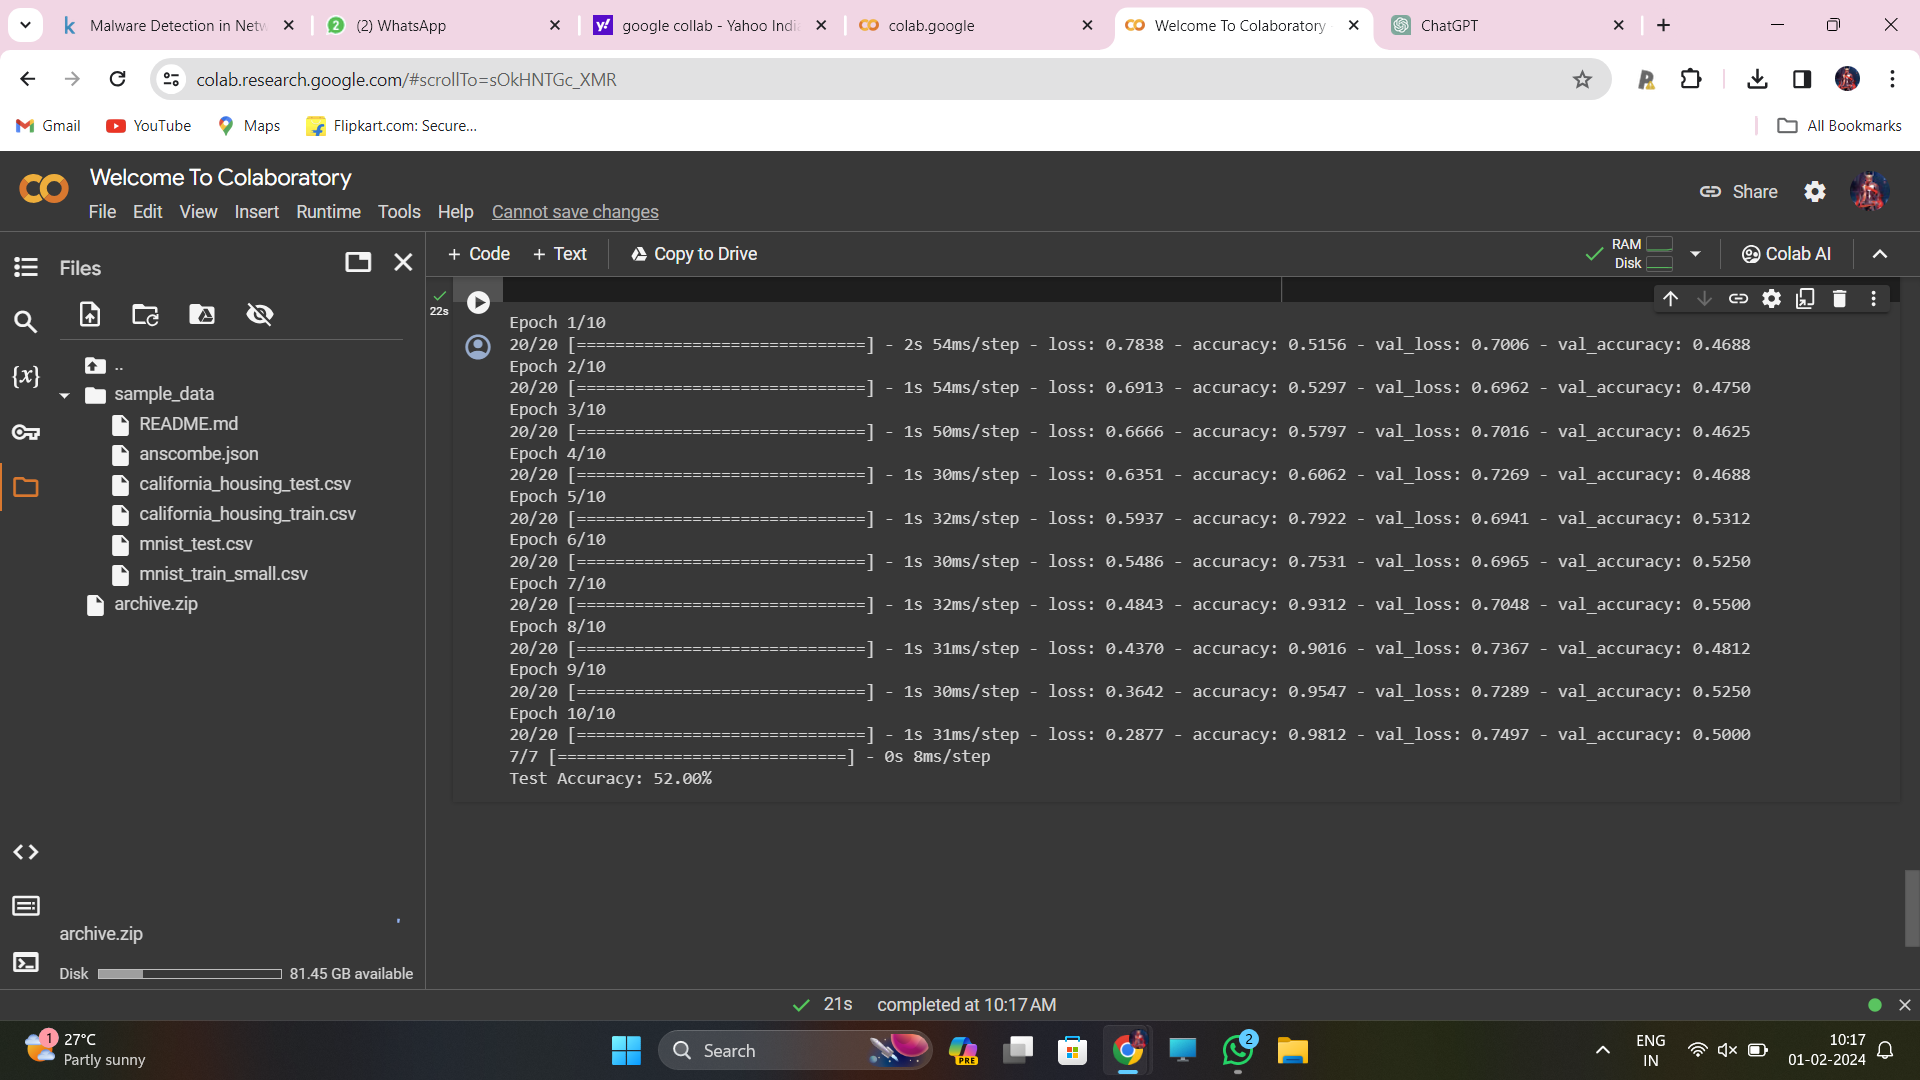 Malware Detection in Netw
(2) WhatsApp
google collab - Yahoo Indi
colab.google
Welcome To Colaboratory
ChatGPT
colab.research.google.com/#scrollTo=sOkHNTGc_XMR
Gmail
YouTube
Maps
Flipkart.com: Secure...
All Bookmarks
Welcome To Colaboratory
File Edit View Insert Runtime Tools Help Cannot save changes
Share
Files
+ Code + Text Copy to Drive
RAM
Disk
Colab AI
..
sample_data
README.md
anscombe.json
california_housing_test.csv
california_housing_train.csv
mnist_test.csv
mnist_train_small.csv
archive.zip
archive.zip
Disk 81.45 GB available
22s
Epoch 1/10
20/20 [==============================] - 2s 54ms/step - loss: 0.7838 - accuracy: 0.5156 - val_loss: 0.7006 - val_accuracy: 0.4688
Epoch 2/10
20/20 [==============================] - 1s 54ms/step - loss: 0.6913 - accuracy: 0.5297 - val_loss: 0.6962 - val_accuracy: 0.4750
Epoch 3/10
20/20 [==============================] - 1s 50ms/step - loss: 0.6666 - accuracy: 0.5797 - val_loss: 0.7016 - val_accuracy: 0.4625
Epoch 4/10
20/20 [==============================] - 1s 30ms/step - loss: 0.6351 - accuracy: 0.6062 - val_loss: 0.7269 - val_accuracy: 0.4688
Epoch 5/10
20/20 [==============================] - 1s 32ms/step - loss: 0.5937 - accuracy: 0.7922 - val_loss: 0.6941 - val_accuracy: 0.5312
Epoch 6/10
20/20 [==============================] - 1s 30ms/step - loss: 0.5486 - accuracy: 0.7531 - val_loss: 0.6965 - val_accuracy: 0.5250
Epoch 7/10
20/20 [==============================] - 1s 32ms/step - loss: 0.4843 - accuracy: 0.9312 - val_loss: 0.7048 - val_accuracy: 0.5500
Epoch 8/10
20/20 [==============================] - 1s 31ms/step - loss: 0.4370 - accuracy: 0.9016 - val_loss: 0.7367 - val_accuracy: 0.4812
Epoch 9/10
20/20 [==============================] - 1s 30ms/step - loss: 0.3642 - accuracy: 0.9547 - val_loss: 0.7289 - val_accuracy: 0.5250
Epoch 10/10
20/20 [==============================] - 1s 31ms/step - loss: 0.2877 - accuracy: 0.9812 - val_loss: 0.7497 - val_accuracy: 0.5000
7/7 [==============================] - 0s 8ms/step
Test Accuracy: 52.00%
21s completed at 10:17 AM
1
27°C
Partly sunny
Search
PRE
2
ENG
IN
10:17
01-02-2024